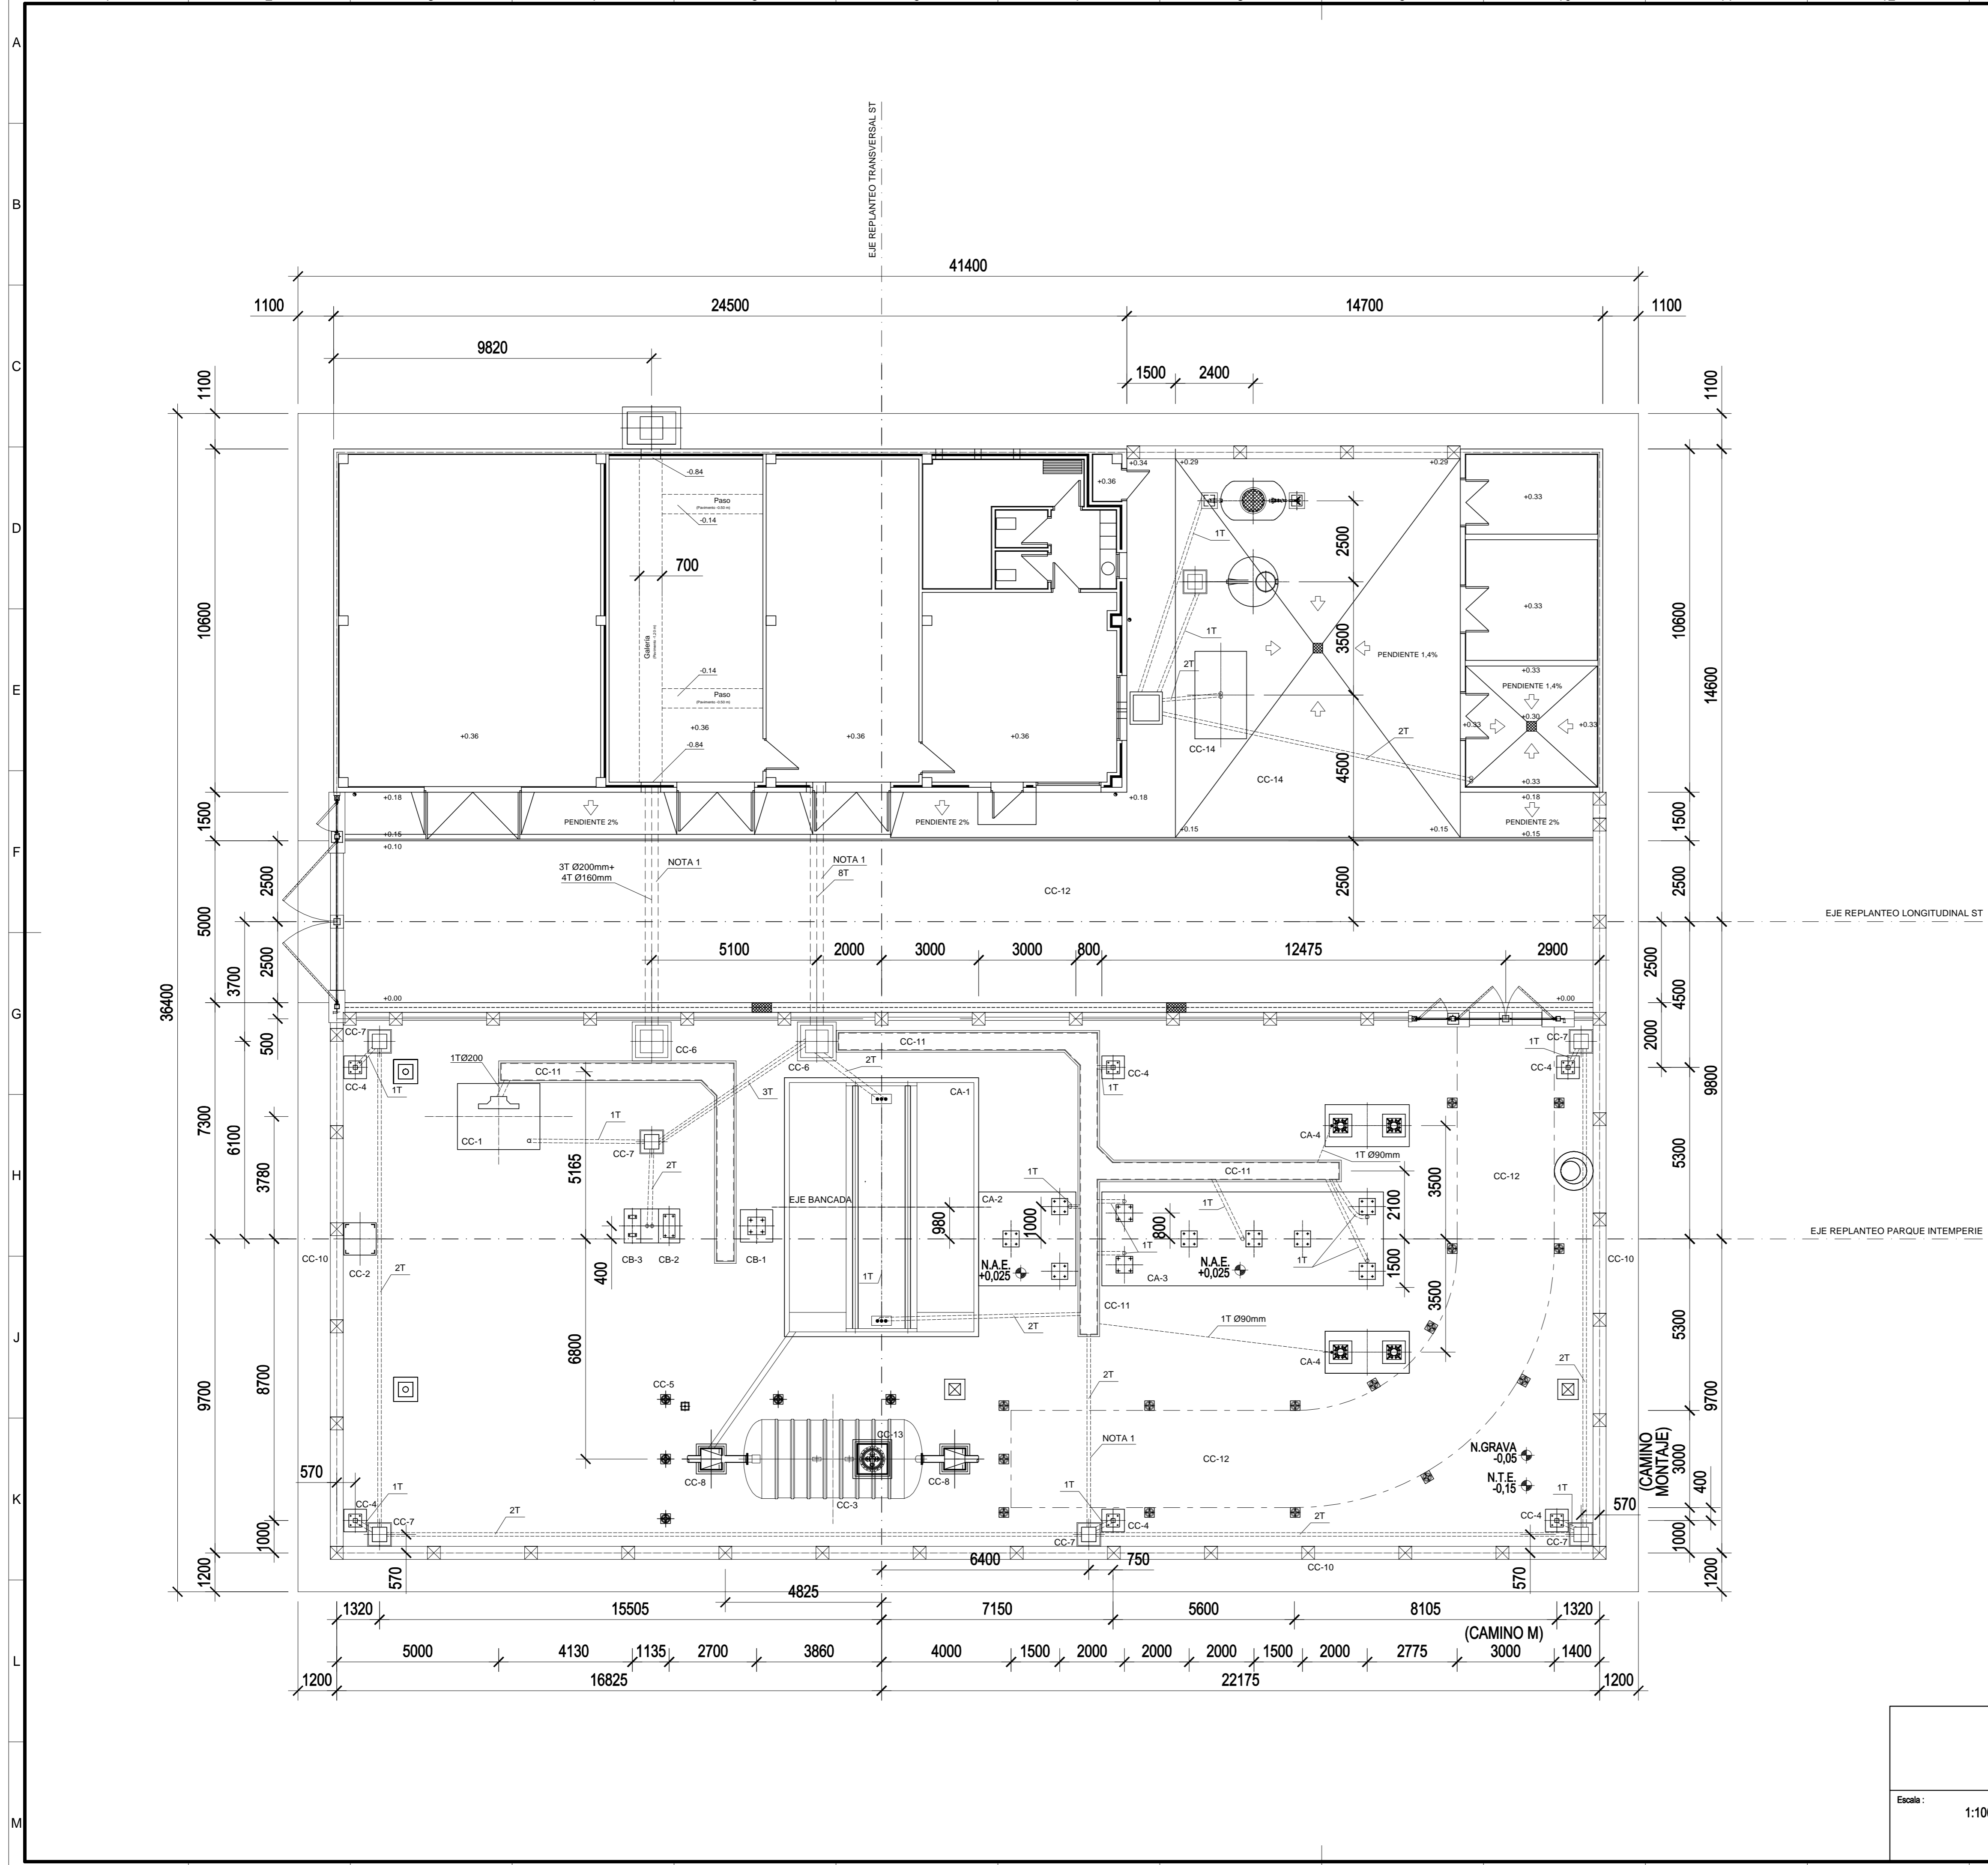 A
B
C
D
E
F
G
H
J
K
L
M
EJE REPLANTEO TRANSVERSAL ST
41400
1100
24500
14700
1100
9820
1500
2400
1100
1100
-0.84
Paso
(Pavimento -0,50 m)
-0.14
700
Galería
-0.14
Paso
(Pavimento -0,50 m)
+0.36
+0.36
-0.84
+0.36
+0.36
+0.36
+0.34
+0.29
+0.29
+0.33
+0.33
+0.33
PENDIENTE 1,4%
+0.30
+0.33
+0.33
+0.33
1T
1T
2T
2T
2500
3500
4500
2500
PENDIENTE 1,4%
CC-14
CC-14
10600
10600
14600
1500
1500
+0.18
+0.15
+0.10
PENDIENTE 2%
PENDIENTE 2%
+0.18
+0.15
+0.15
+0.18
PENDIENTE 2%
+0.15
3T Ø200mm+
4T Ø160mm
NOTA 1
NOTA 1
8T
CC-12
2500
5000
2500
3700
36400
500
2500
2500
4500
2000
9800
EJE REPLANTEO LONGITUDINAL ST
5100
2000
3000
3000
800
12475
2900
+0.00
+0.00
CC-7
CC-4
1T
1TØ200
CC-11
CC-6
CC-6
CC-11
2T
3T
CA-1
CC-4
1T
CC-7
1T
CC-4
CC-1
1T
CC-7
2T
7300
6100
3780
5165
EJE BANCADA
980
CA-2
1T
1000
CC-11
CA-4
1T Ø90mm
3500
2100
CC-12
5300
1T
800
1T
1T
1500
CC-10
CC-2
2T
CB-3
CB-2
CB-1
400
1T
N.A.E.
+0,025
N.A.E.
+0,025
CA-3
CC-10
EJE REPLANTEO PARQUE INTEMPERIE
3500
CC-11
2T
1T Ø90mm
CA-4
5300
9700
8700
6800
CC-5
2T
2T
9700
CC-13
CC-8
CC-3
CC-8
NOTA 1
CC-12
N.GRAVA
-0,05
N.T.E.
-0,15
(CAMINO
MONTAJE)
3000
400
570
1T
CC-4
CC-7
2T
1T
CC-4
CC-7
2T
1T
CC-4
CC-7
570
1000
1200
570
6400
750
CC-10
570
1000
1200
4825
1320
15505
7150
5600
8105
1320
(CAMINO M)
5000
4130
1135
2700
3860
4000
1500
2000
2000
2000
1500
2000
2775
3000
1400
1200
16825
22175
1200
Escala :